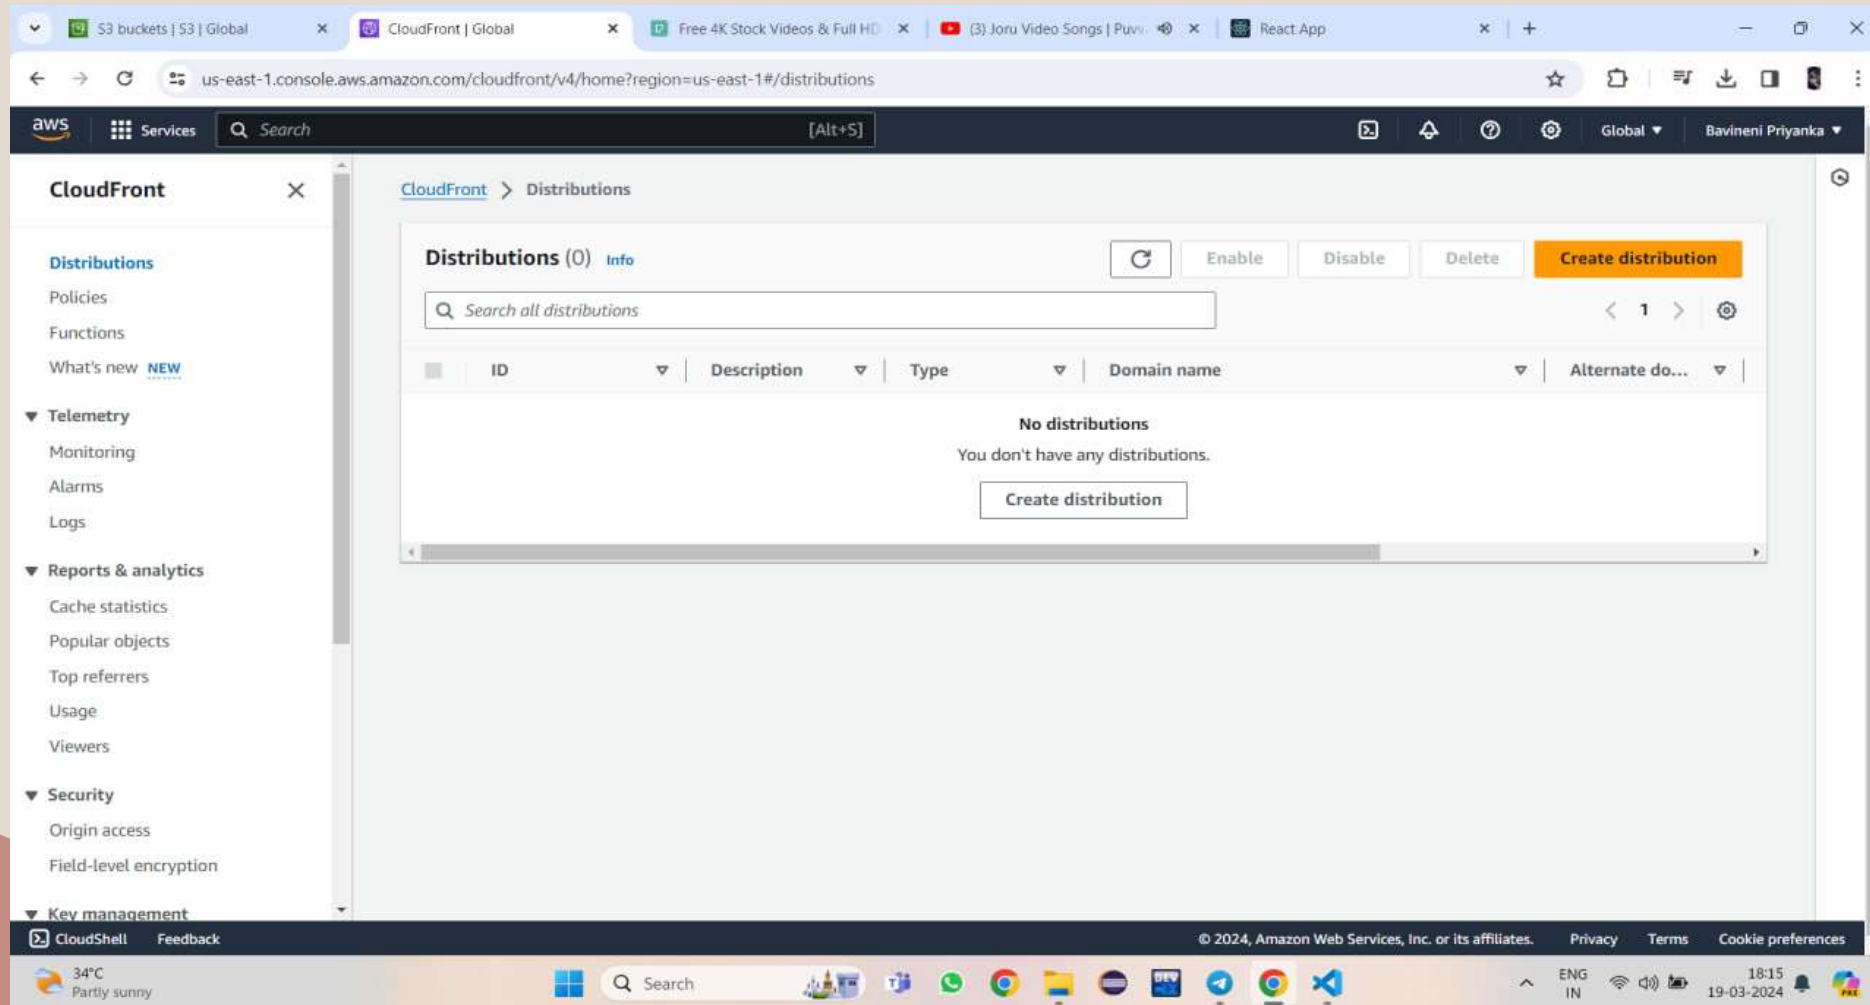 S3 buckets | S3 | Global
CloudFront | Global
Free 4K Stock Videos & Full HD
(3) Joru Video Songs | Puvv
React App
us-east-1.console.aws.amazon.com/cloudfront/v4/home?region=us-east-1#/distributions
aws
Services
Search
[Alt+S]
Global
Bavineni Priyanka
CloudFront
Distributions
Policies
Functions
What's new NEW
Telemetry
Monitoring
Alarms
Logs
Reports & analytics
Cache statistics
Popular objects
Top referrers
Usage
Viewers
Security
Origin access
Field-level encryption
Key management
CloudFront > Distributions
Distributions (0) Info
Enable
Disable
Delete
Create distribution
Search all distributions
1
ID
Description
Type
Domain name
Alternate do...
No distributions
You don't have any distributions.
Create distribution
CloudShell
Feedback
© 2024, Amazon Web Services, Inc. or its affiliates.
Privacy
Terms
Cookie preferences
34°C
Partly sunny
Search
ENG
IN
18:15
19-03-2024